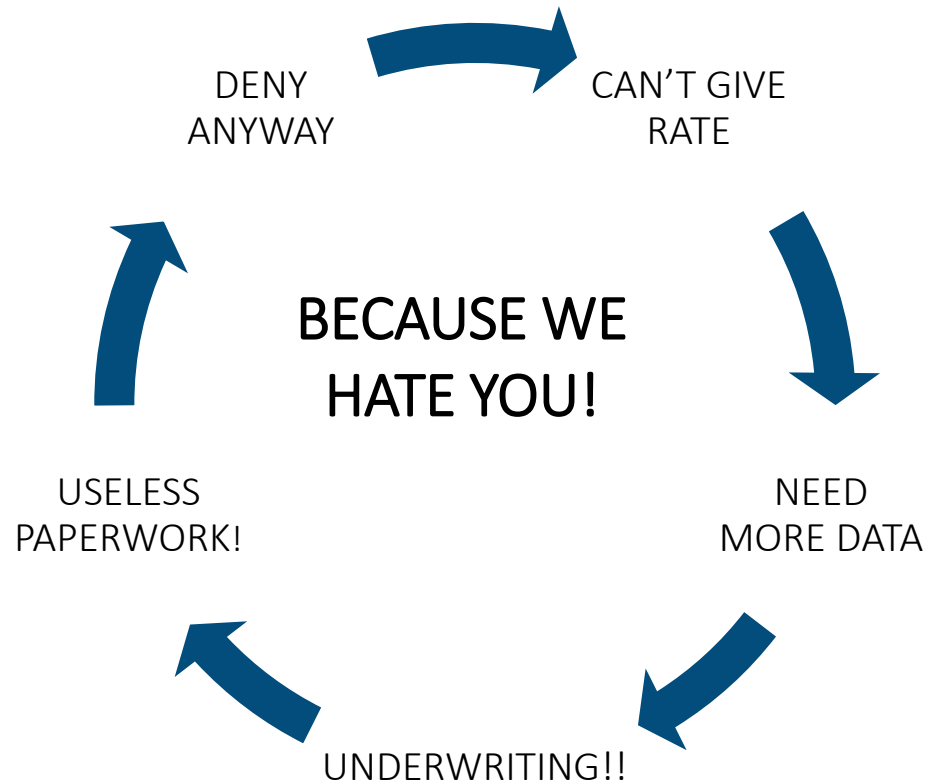 DENY
ANYWAY
CAN’T GIVE
RATE
BECAUSE WE
HATE YOU!
USELESS
PAPERWORK!
NEED
MORE DATA
UNDERWRITING!!